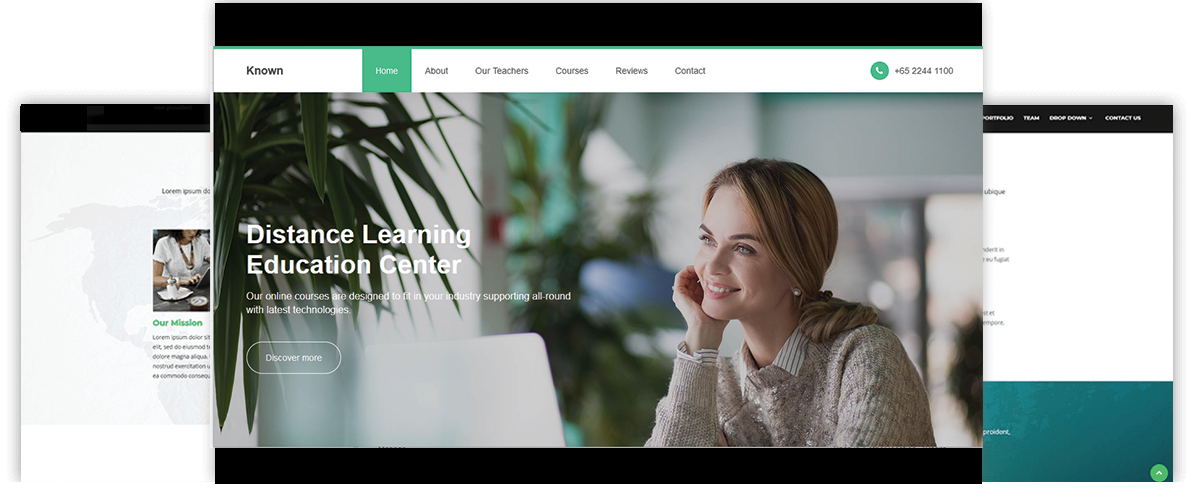 Known
Home
About
Our Teachers
Courses
Reviews
Contact
+65 2244 1100
Distance Learning
Education Center
Our online courses are designed to fit in your industry supporting all-round
with latest technologies.
Discover more
Lorem ipsum do
Our Mission
Lorem ipsum dolor sit
elit, sed do eiusmod t
dolore magna aliqua.
nostrud exercitation u
ea commodo consequ
PORTFOLIO
TEAM
DROP DOWN
CONTACT US
ubique
nderit in
e eu fugiat
st et
empore,
proident,